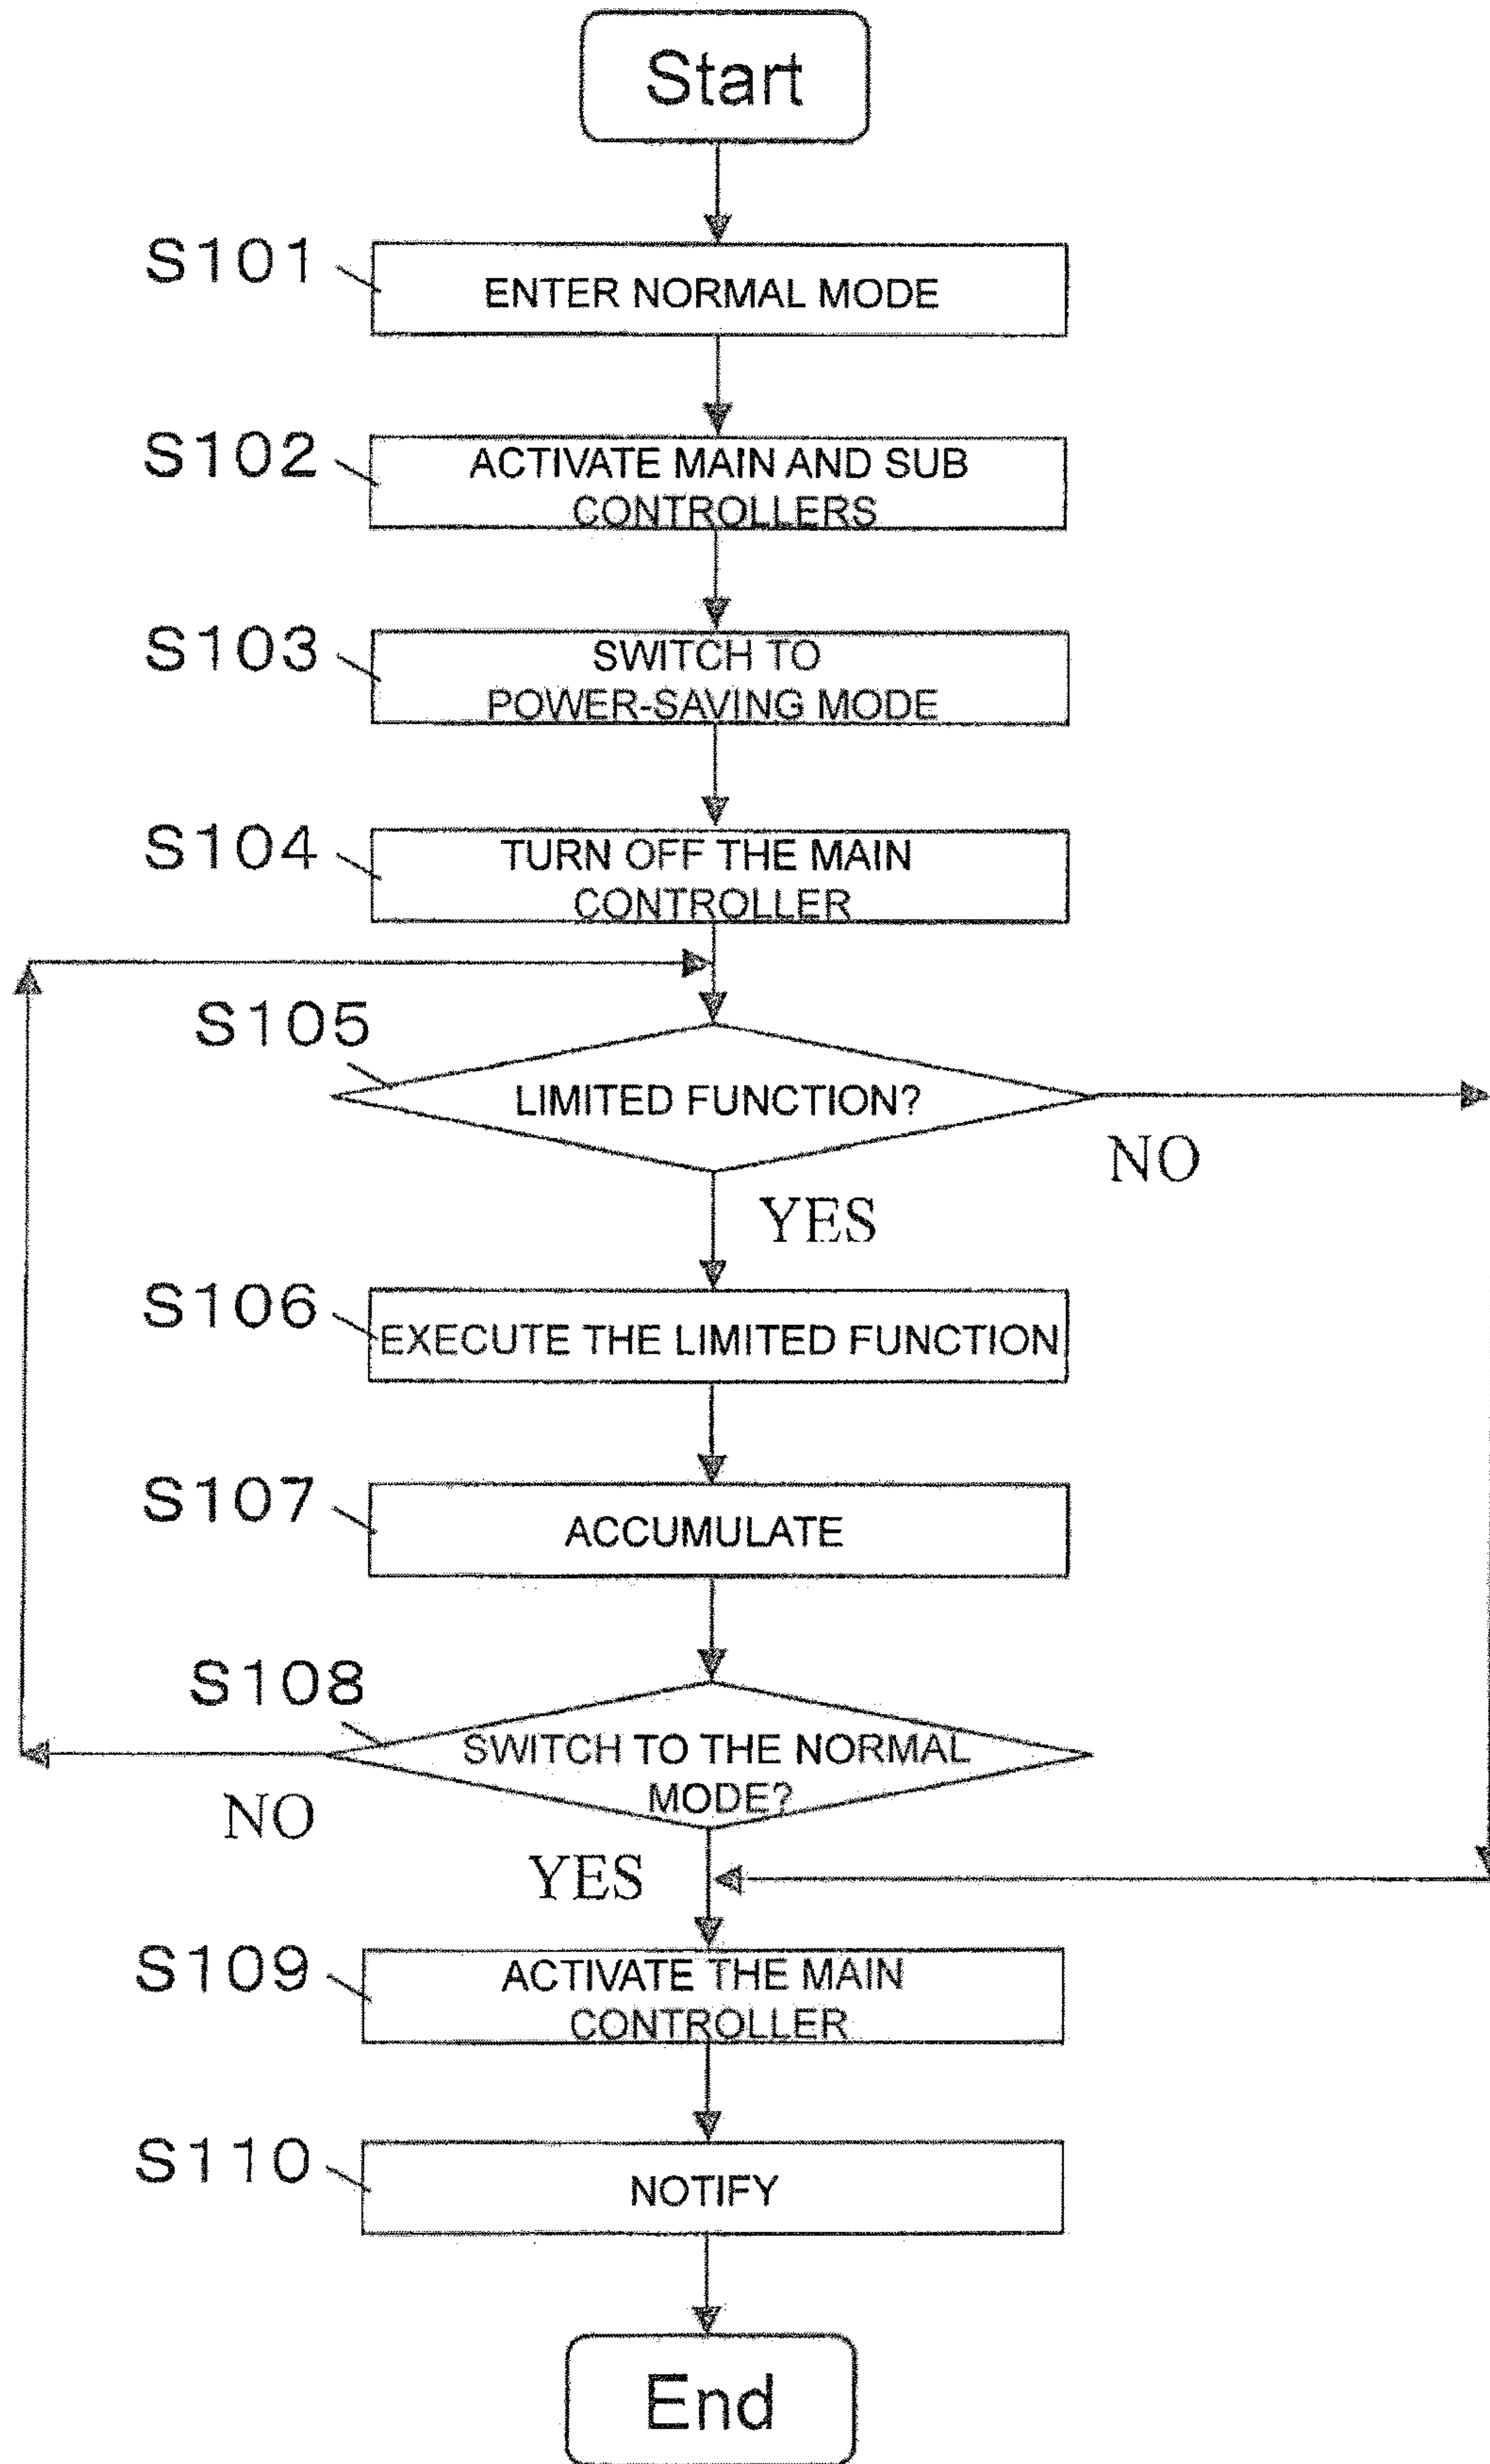 Start
S101
ENTER NORMAL MODE
S102
ACTIVATE MAIN AND SUB
CONTROLLERS
S103
SWITCH TO
POWER-SAVING MODE
S104
TURN OFF THE MAIN
CONTROLLER
S105
LIMITED FUNCTION?
NO
YES
S106
EXECUTE THE LIMITED FUNCTION
S107
ACCUMULATE
S108
SWITCH TO THE NORMAL
MODE?
NO
YES
S109
ACTIVATE THE MAIN
CONTROLLER
S110
NOTIFY
End